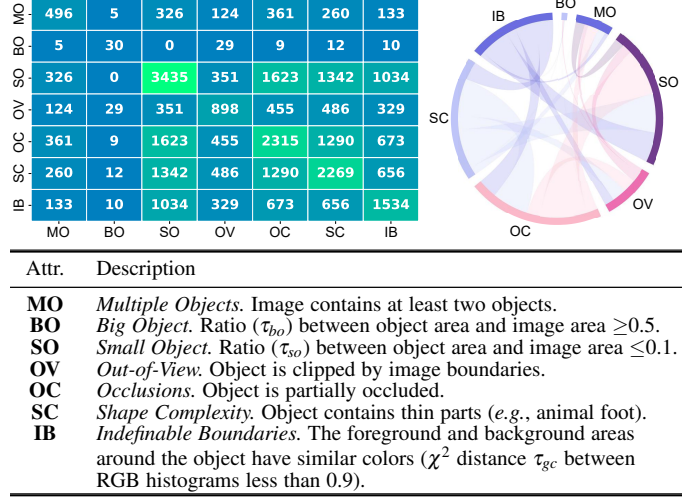 MO 496 5 326 124 361 260 133
BO 5 30 0 29 9 12 10
SO 326 0 3435 351 1623 1342 1034
OV 124 29 351 898 455 486 329
OC 361 9 1623 455 2315 1290 673
SC 260 12 1342 486 1290 2269 656
IB 133 10 1034 329 673 656 1534
MO BO SO OV OC SC IB
BO
MO
SO
OV
OC
SC
IB
Attr. Description
MO Multiple Objects. Image contains at least two objects.
BO Big Object. Ratio (τbo) between object area and image area ≥0.5.
SO Small Object. Ratio (τso) between object area and image area ≤0.1.
OV Out-of-View. Object is clipped by image boundaries.
OC Occlusions. Object is partially occluded.
SC Shape Complexity. Object contains thin parts (e.g., animal foot).
IB Indefinable Boundaries. The foreground and background areas
around the object have similar colors (χ² distance τgc between
RGB histograms less than 0.9).